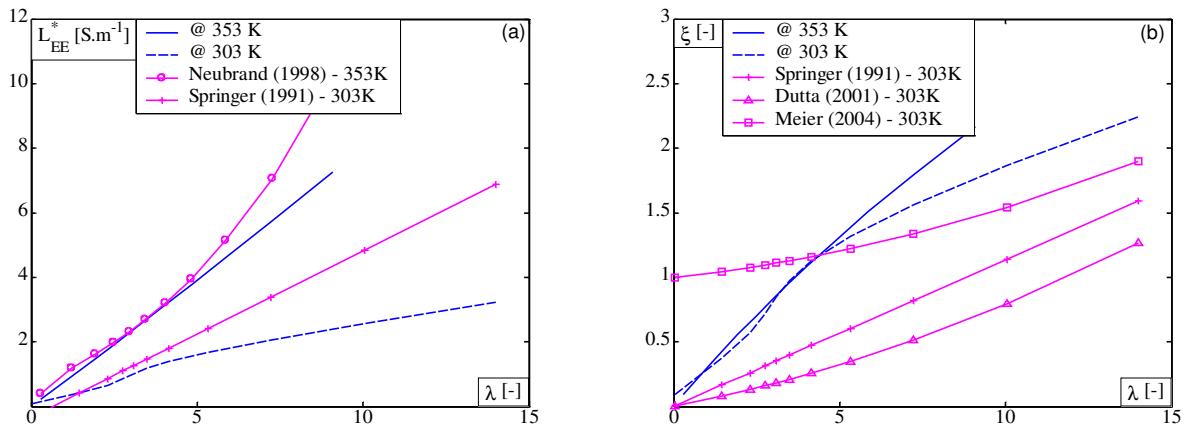 12
10
8
6
4
2
0
5
10
15
L*EE [S.m-1]
(a)
@ 353 K
@ 303 K
Neubrand (1998) - 353K
Springer (1991) - 303K
λ [-]
3
2.5
2
1.5
1
0.5
0
5
10
15
ξ [-]
(b)
@ 353 K
@ 303 K
Springer (1991) - 303K
Dutta (2001) - 303K
Meier (2004) - 303K
λ [-]